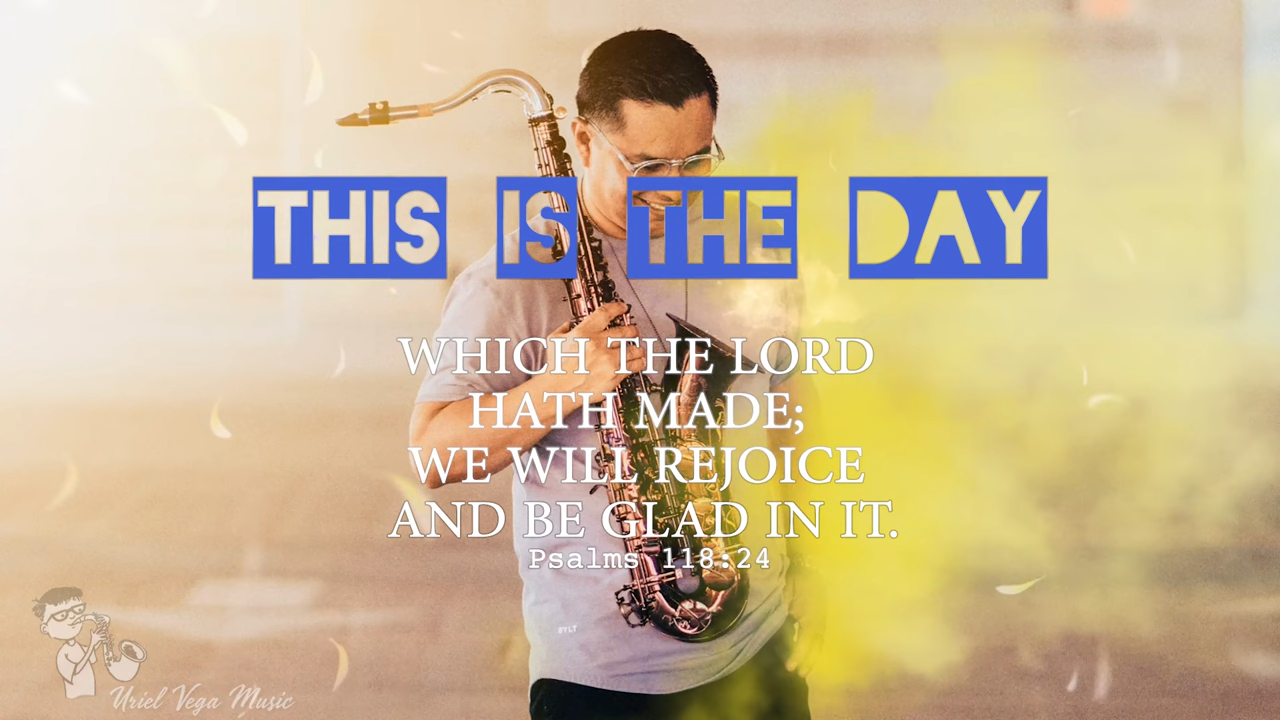 THIS IS THE DAY
WHICH THE LORD
HATH MADE;
WE WILL REJOICE
AND BE GLAD IN IT.
Psalms 118:24
BYLT
Uriel Vega Music